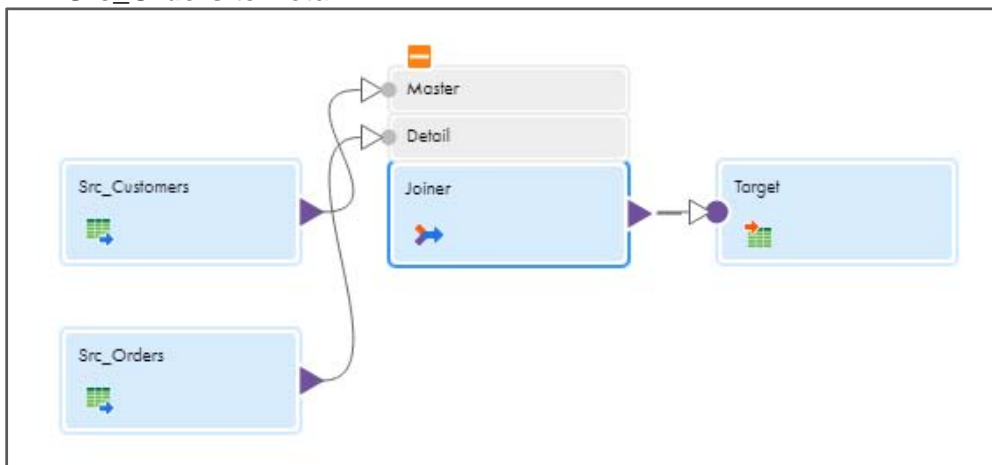 Master
Detail
Src_Customers
Joiner
Target
Src_Orders